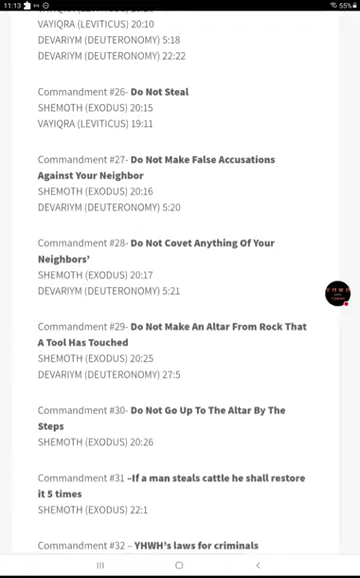 11:13
55%
VAYIQRA (LEVITICUS) 20:10
DEVARIYM (DEUTERONOMY) 5:18
DEVARIYM (DEUTERONOMY) 22:22
Commandment #26- Do Not Steal
SHEMOTH (EXODUS) 20:15
VAYIQRA (LEVITICUS) 19:11
Commandment #27- Do Not Make False Accusations
Against Your Neighbor
SHEMOTH (EXODUS) 20:16
DEVARIYM (DEUTERONOMY) 5:20
Commandment #28- Do Not Covet Anything Of Your
Neighbors’
SHEMOTH (EXODUS) 20:17
DEVARIYM (DEUTERONOMY) 5:21
Commandment #29- Do Not Make An Altar From Rock That
A Tool Has Touched
SHEMOTH (EXODUS) 20:25
DEVARIYM (DEUTERONOMY) 27:5
Commandment #30- Do Not Go Up To The Altar By The
Steps
SHEMOTH (EXODUS) 20:26
Commandment #31 –If a man steals cattle he shall restore
it 5 times
SHEMOTH (EXODUS) 22:1
Commandment #32 – YHWH’s laws for criminals